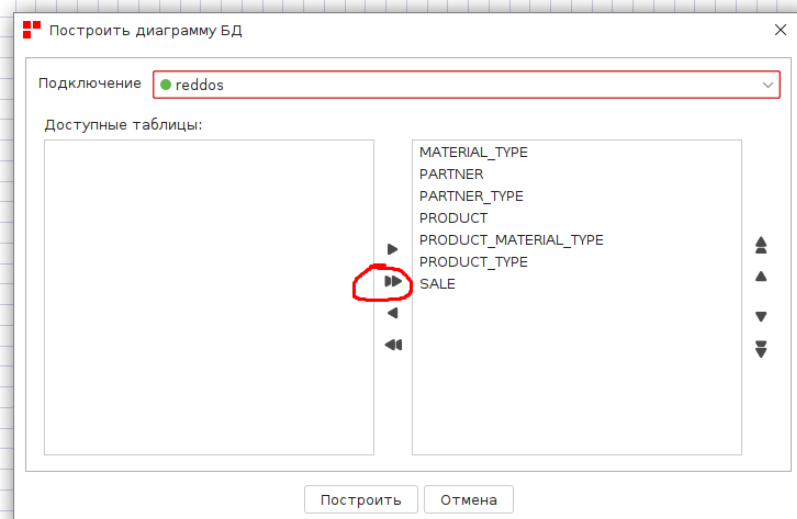 Построить диаграмму БД
Подключение
reddos
Доступные таблицы:
MATERIAL_TYPE
PARTNER
PARTNER_TYPE
PRODUCT
PRODUCT_MATERIAL_TYPE
PRODUCT_TYPE
SALE
Построить
Отмена